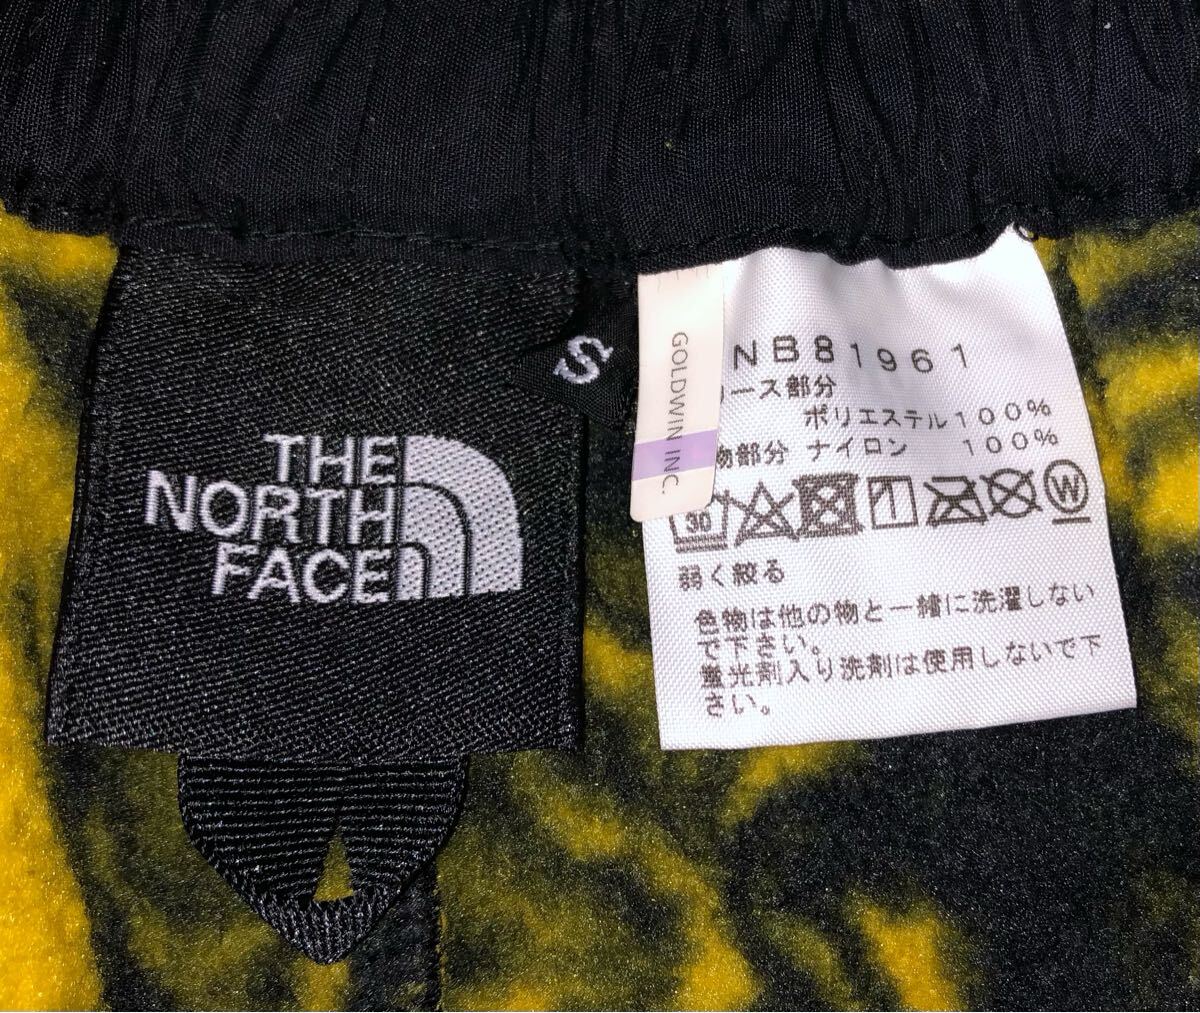 THE
NORTH
FACE
S
GOLDWIN INC.
NB81961
ース部分
ポリエステル100%
物部分 ナイロン 100%
30
W
弱く絞る
色物は他の物と一緒に洗濯しない
で下さい。
蛍光剤入り洗剤は使用しないで下
さい。